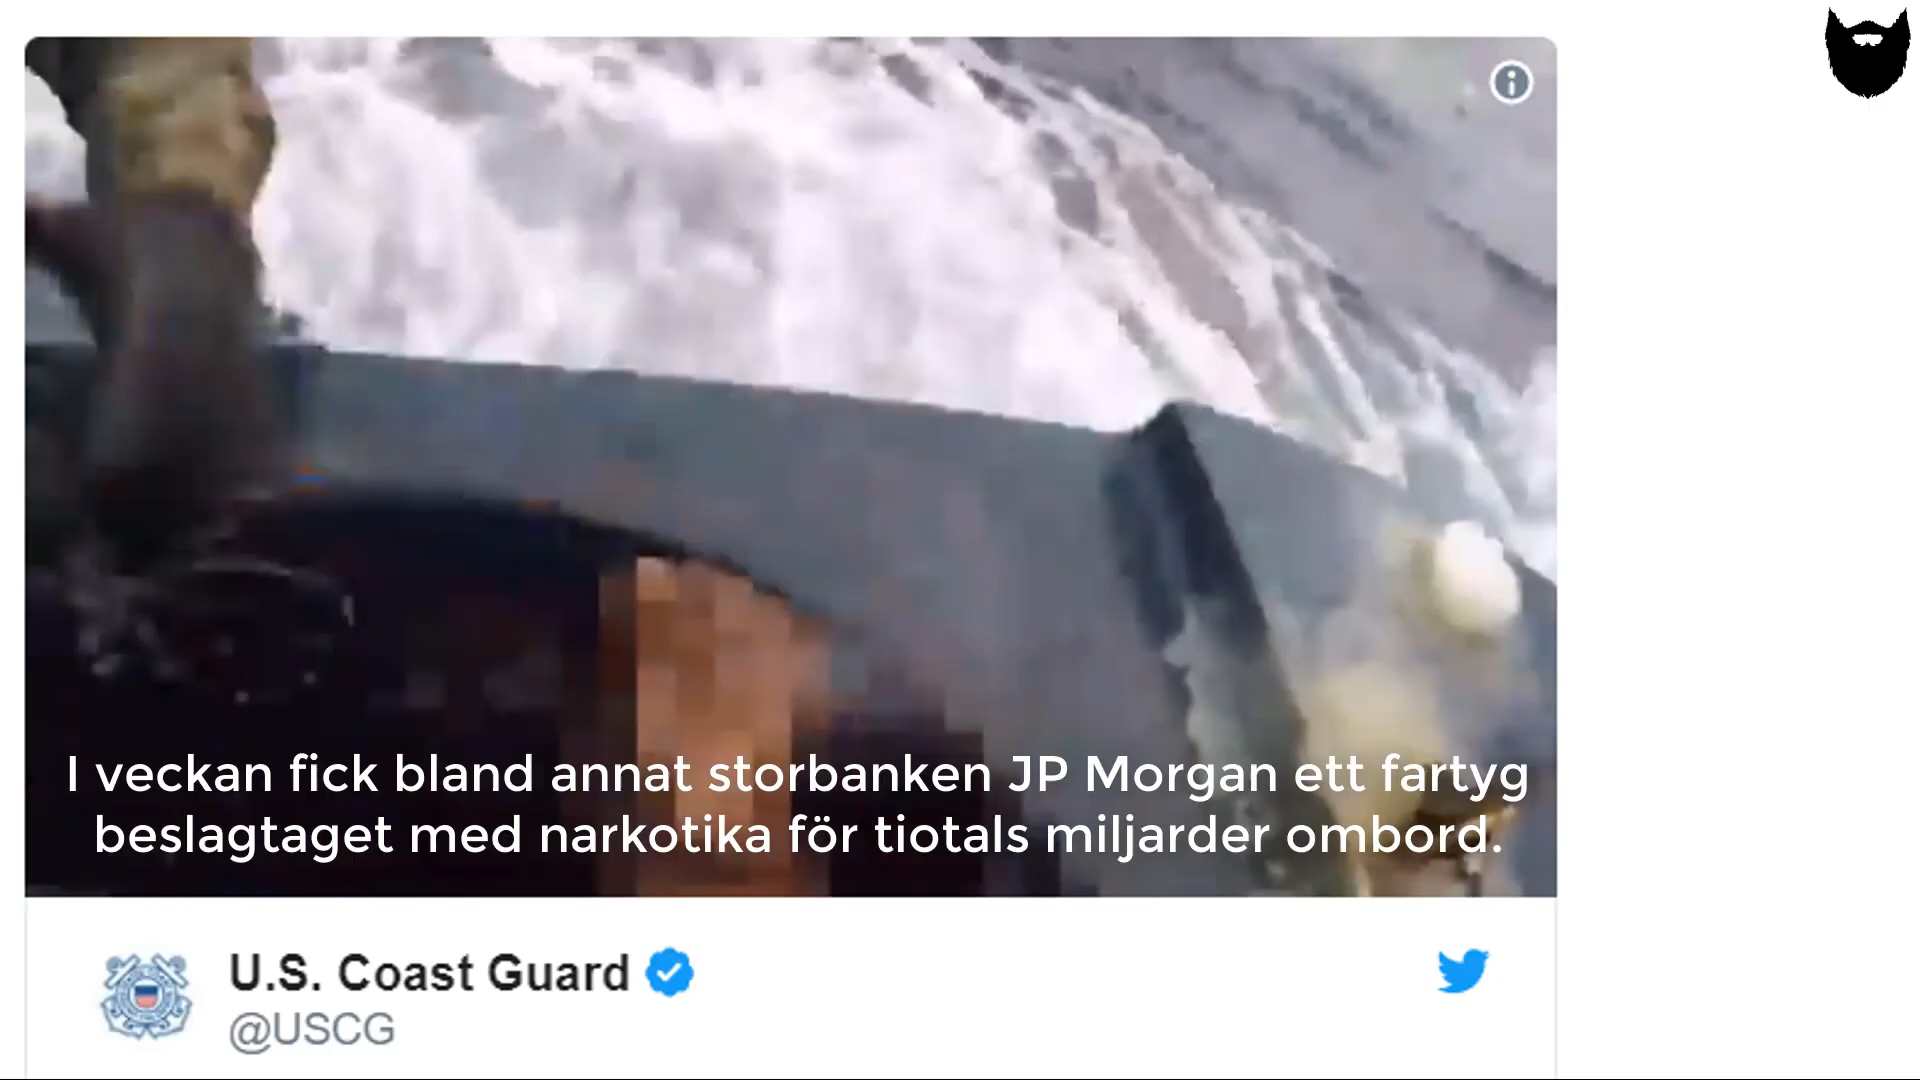 I veckan fick bland annat storbanken JP Morgan ett fartyg
beslagtaget med narkotika för tiotals miljarder ombord.
U.S. Coast Guard
@USCG